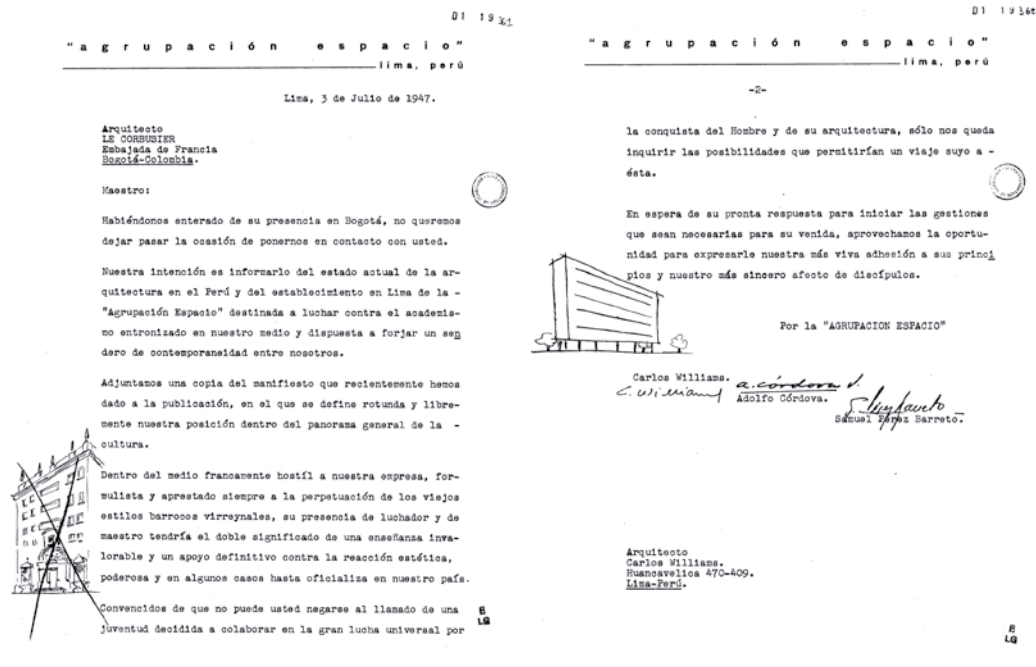 D1 19
"agrupación espacio"
lima, perú
Lima, 3 de Julio de 1947.
Arquitecto
LE CORBUSIER
Embajada de Francia
Bogotá-Colombia.
Maestro:
Habiéndonos enterado de su presencia en Bogotá, no queremos
dejar pasar la ocasión de ponernos en contacto con usted.
Nuestra intención es informarlo del estado actual de la ar-
quitectura en el Perú y del establecimiento en Lima de la -
"Agrupación Espacio" destinada a luchar contra el academis-
mo entronizado en nuestro medio y dispuesta a forjar un sen
dero de contemporaneidad entre nosotros.
Adjuntamos una copia del manifiesto que recientemente hemos
dado a la publicación, en el que se define rotunda y libre-
mente nuestra posición dentro del panorama general de la -
cultura.
Dentro del medio francamente hostíl a nuestra empresa, for-
mulista y aprestado siempre a la perpetuación de los viejos
estilos barrocos virreynales, su presencia de luchador y de
maestro tendría el doble significado de una enseñanza inva-
lorable y un apoyo definitivo contra la reacción estética,
poderosa y en algunos casos hasta oficializa en nuestro país.
Convencidos de que no puede usted negarse al llamado de una
juventud decidida a colaborar en la gran lucha universal por
LQ
D1 19
"agrupación espacio"
lima, perú
-2-
la conquista del Hombre y de su arquitectura, sólo nos queda
inquirir las posibilidades que permitirían un viaje suyo a -
ésta.
En espera de su pronta respuesta para iniciar las gestiones
que sean necesarias para su venida, aprovechamos la oportu-
nidad para expresarle nuestra más viva adhesión a sus princi
pios y nuestro más sincero afecto de discípulos.
Por la "AGRUPACION ESPACIO"
Carlos Williams.
C. Williams
a. córdova v.
Adolfo Córdova.
Samuel Pérez Barreto.
Arquitecto
Carlos Williams.
Huancavelica 470-409.
Lima-Perú.
LQ